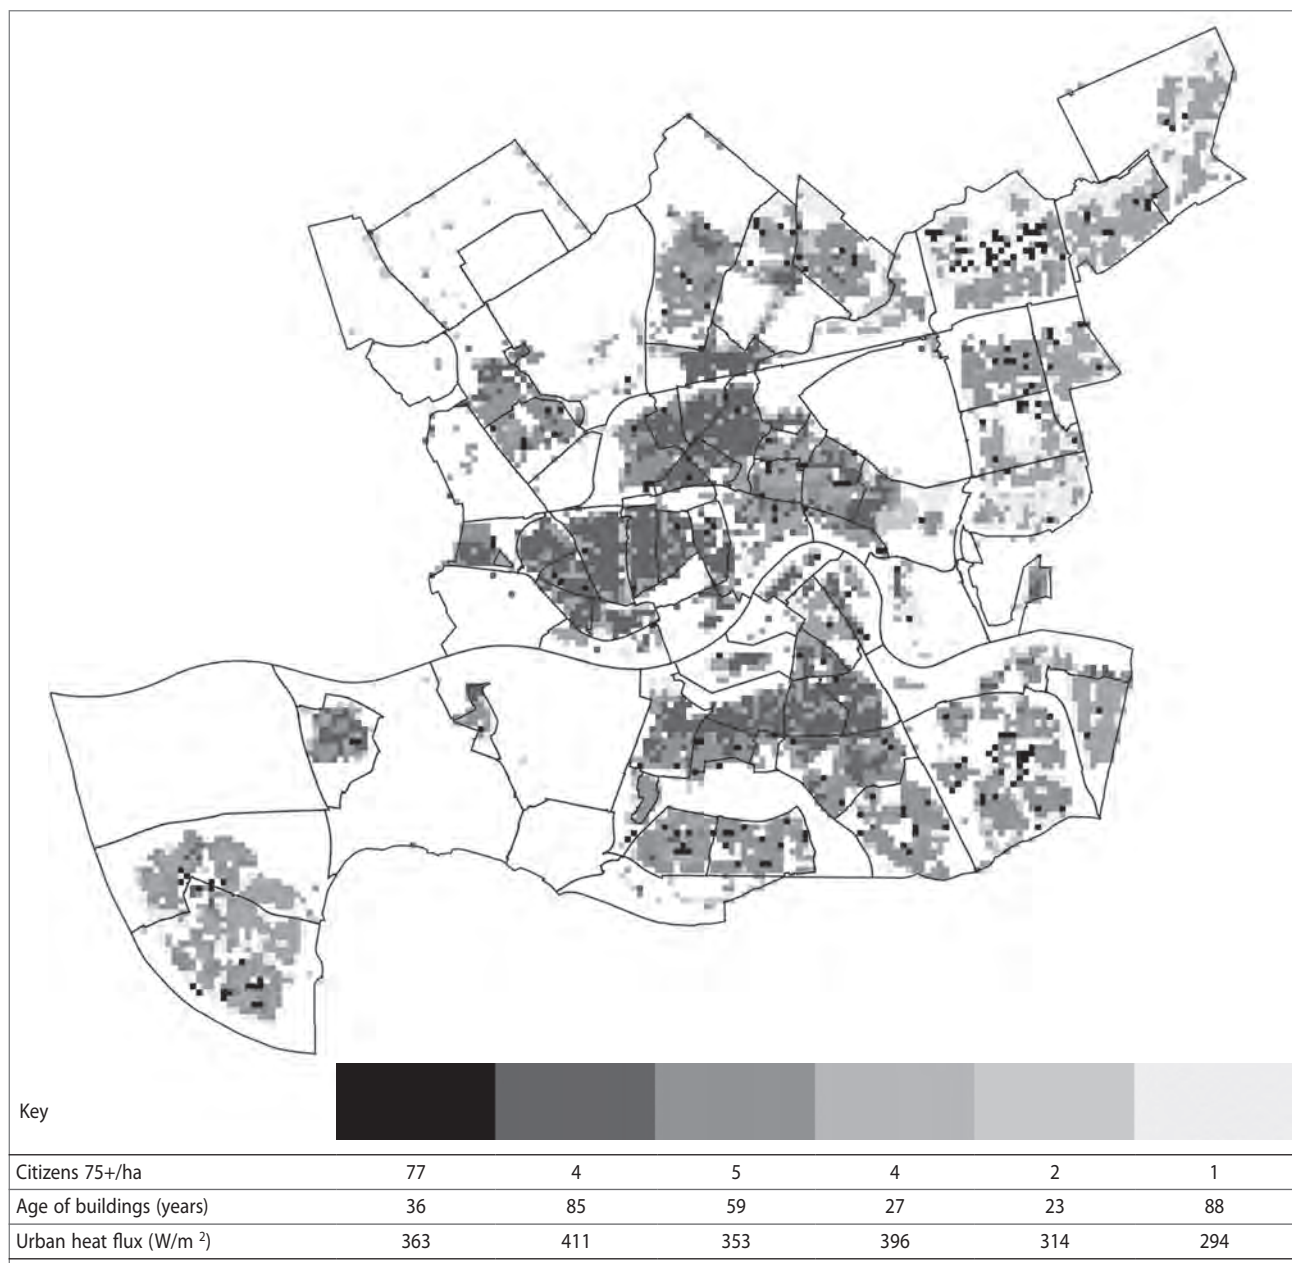 Key
Citizens 75+/ha 77 4 5 4 2 1
Age of buildings (years) 36 85 59 27 23 88
Urban heat flux (W/m ²) 363 411 353 396 314 294